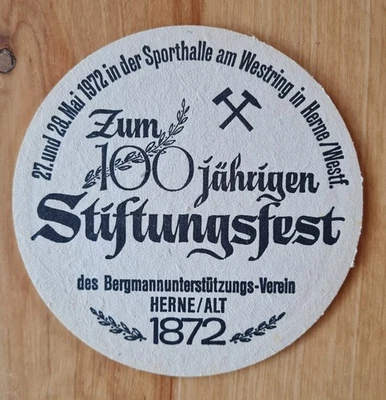 27. und 28. Mai 1972 in der Sporthalle am Westring in Herne/Westf.
Zum
100 jährigen
Stiftungsfest
des Bergmannunterstützungs-Verein
HERNE/ALT
1872